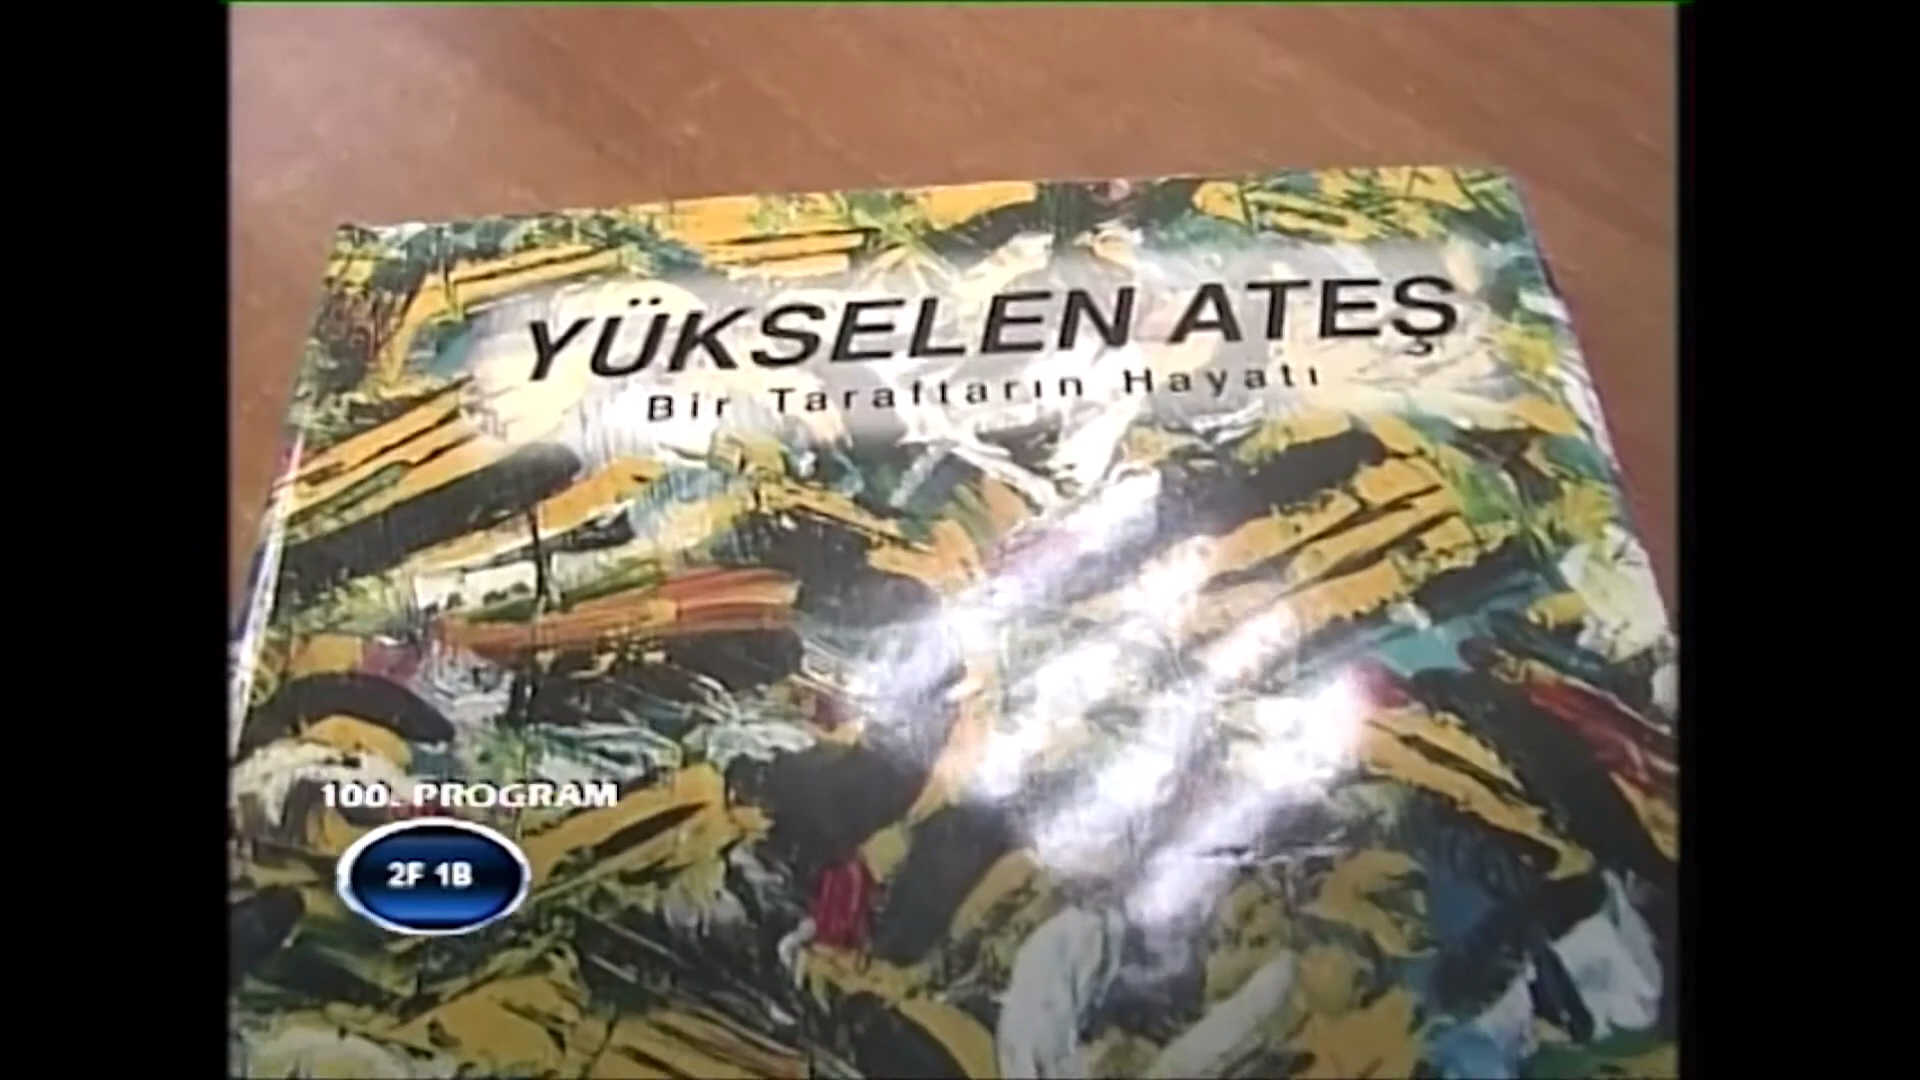 YÜKSELEN ATEŞ
Bir Taraftarın Hayatı
100. PROGRAM
2F 1B